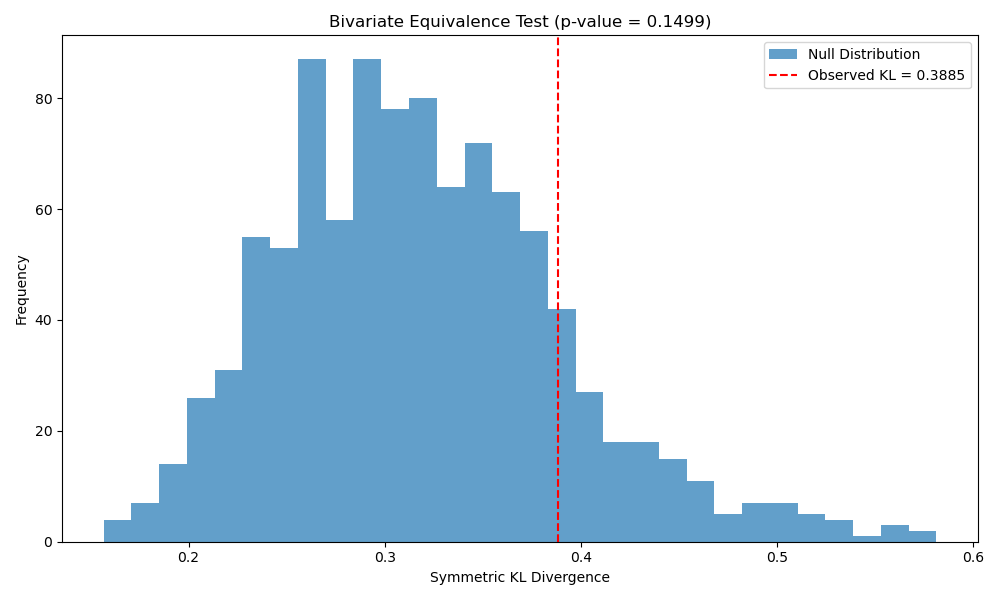 Bivariate Equivalence Test (p-value = 0.1499)
Null Distribution
Observed KL = 0.3885
Frequency
80
60
40
20
0
0.2 0.3 0.4 0.5 0.6
Symmetric KL Divergence